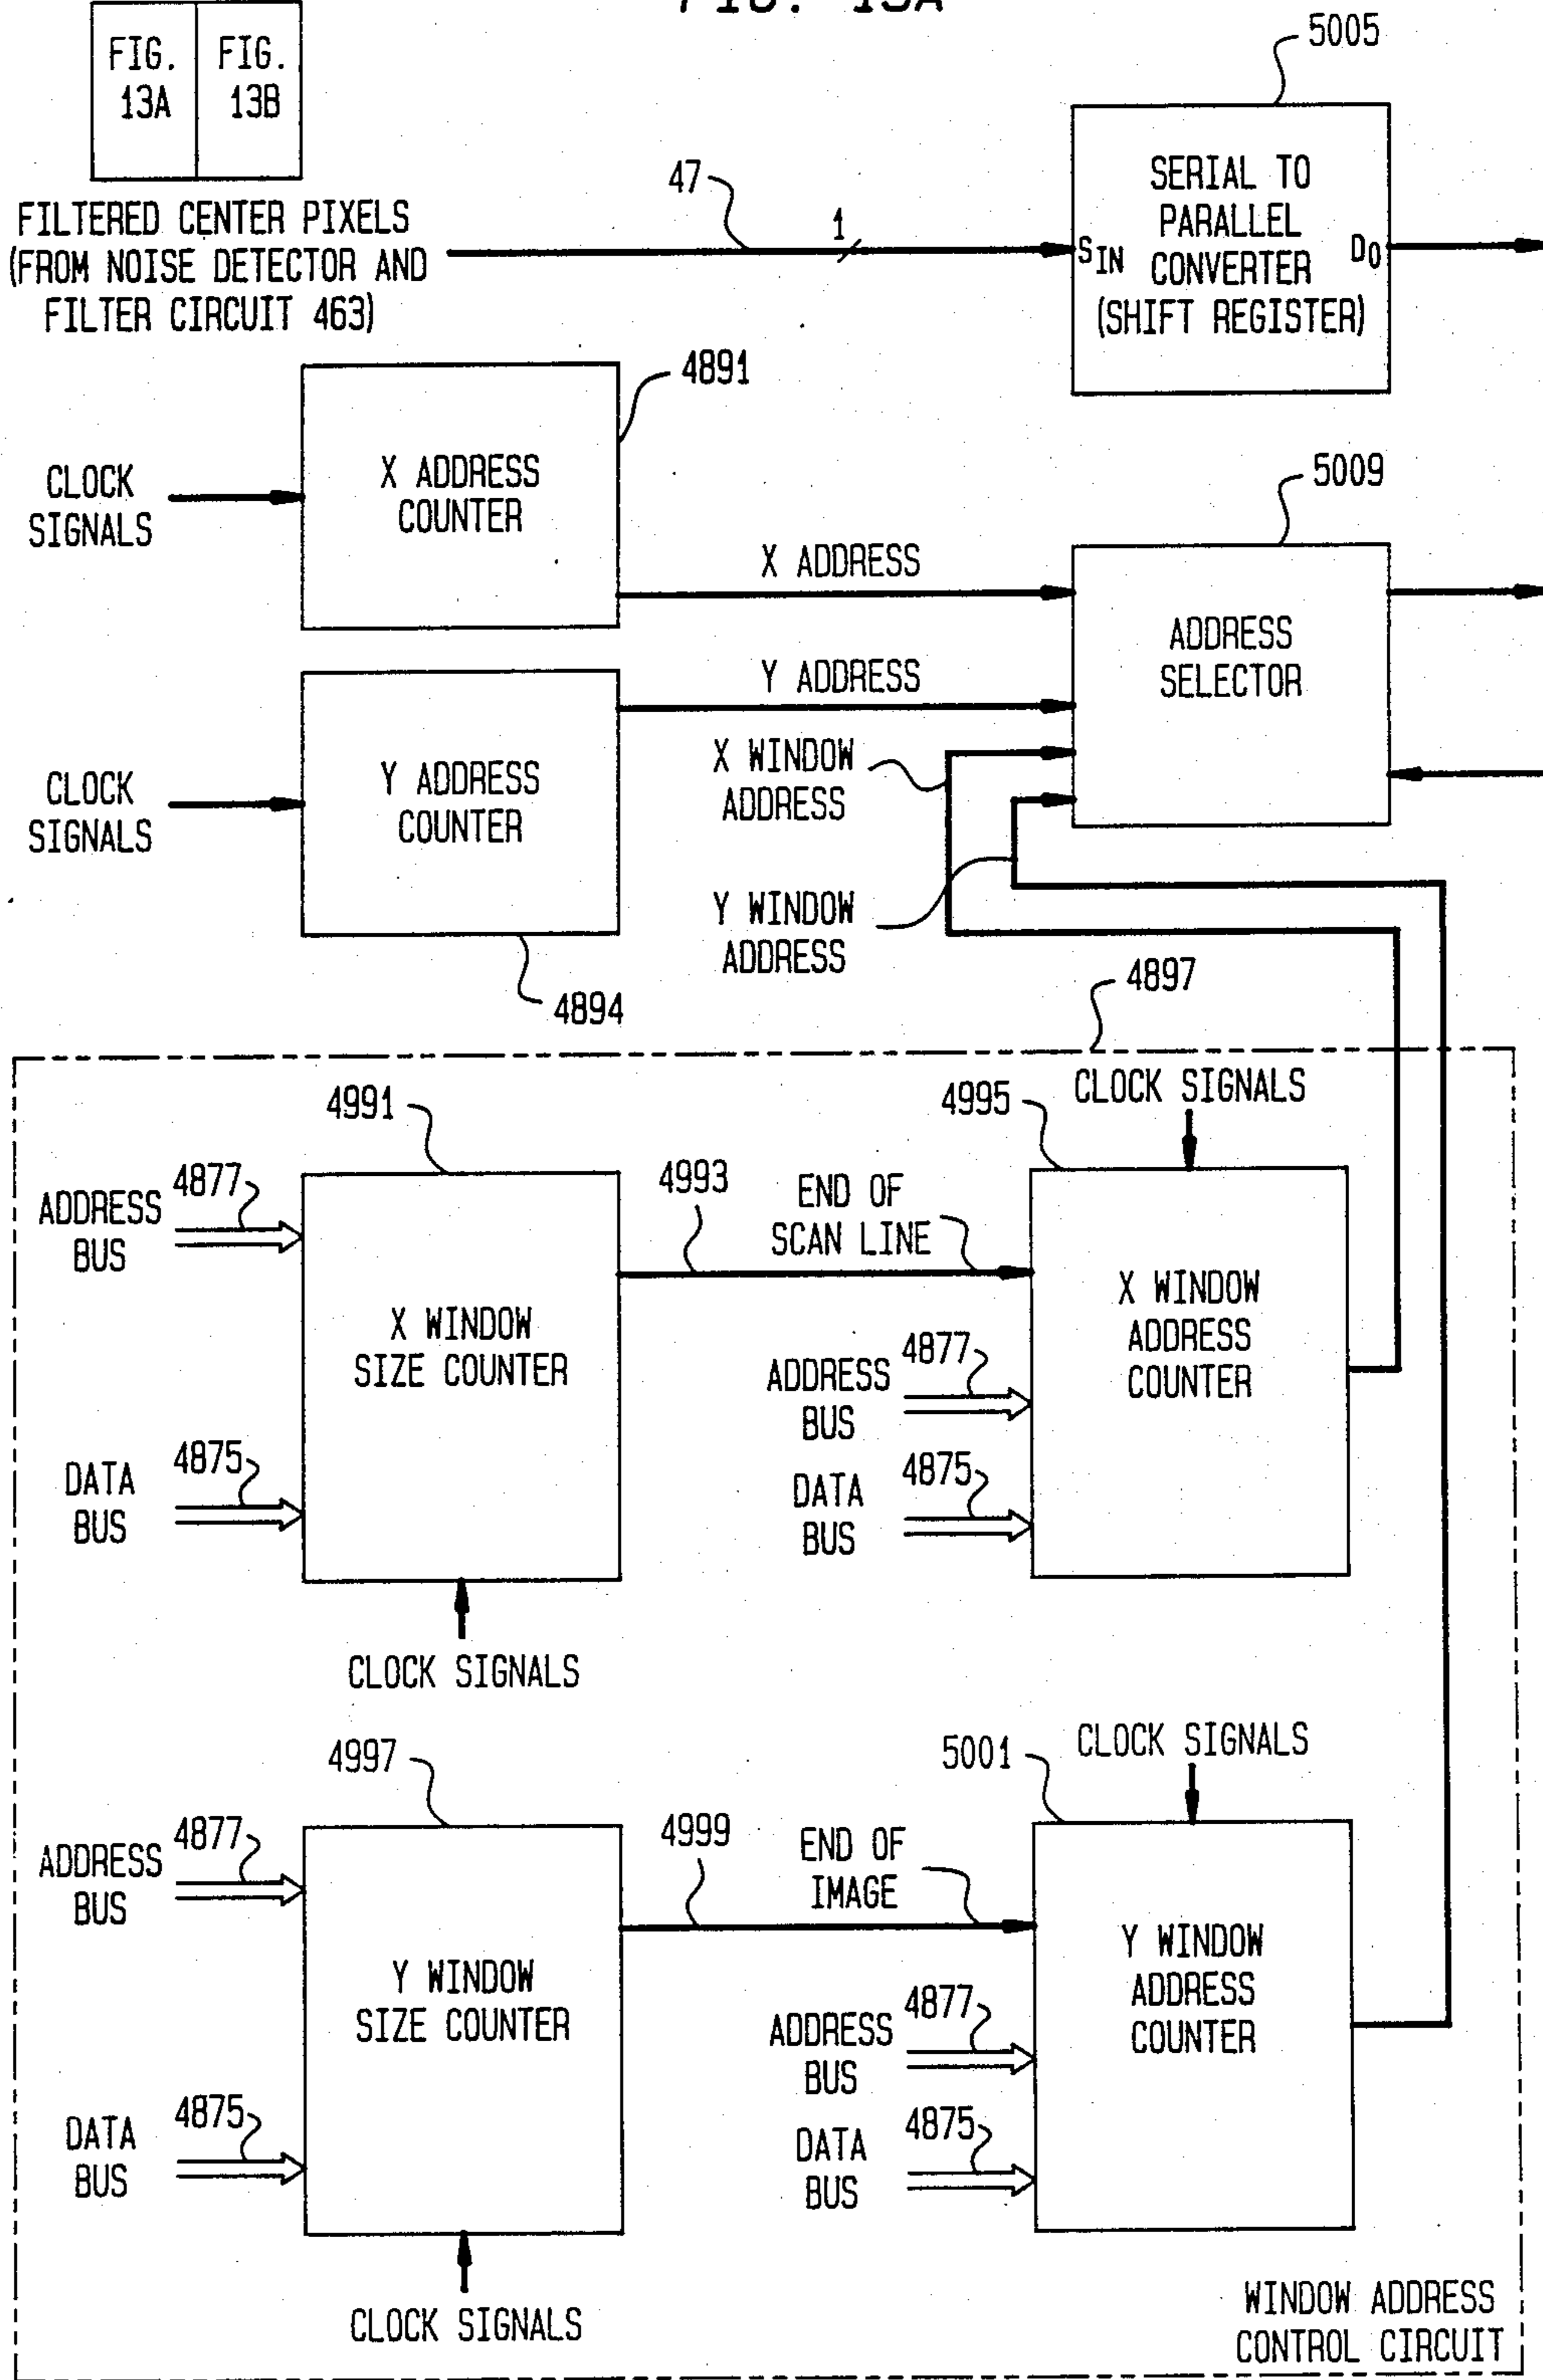 FIG. 13A
FIG. 13A
FIG. 13B
5005
47
1
FILTERED CENTER PIXELS
(FROM NOISE DETECTOR AND
FILTER CIRCUIT 463)
SIN
SERIAL TO
PARALLEL
CONVERTER
(SHIFT REGISTER)
D0
4891
CLOCK
SIGNALS
X ADDRESS
COUNTER
5009
X ADDRESS
ADDRESS
SELECTOR
Y ADDRESS
CLOCK
SIGNALS
Y ADDRESS
COUNTER
X WINDOW
ADDRESS
Y WINDOW
ADDRESS
4894
4897
4991
4995
CLOCK SIGNALS
ADDRESS
BUS
4877
4993
END OF
SCAN LINE
X WINDOW
SIZE COUNTER
X WINDOW
ADDRESS
COUNTER
ADDRESS
BUS
4877
DATA
BUS
4875
DATA
BUS
4875
CLOCK SIGNALS
4997
5001
CLOCK SIGNALS
ADDRESS
BUS
4877
4999
END OF
IMAGE
Y WINDOW
SIZE COUNTER
Y WINDOW
ADDRESS
COUNTER
ADDRESS
BUS
4877
DATA
BUS
4875
DATA
BUS
4875
CLOCK SIGNALS
WINDOW ADDRESS
CONTROL CIRCUIT